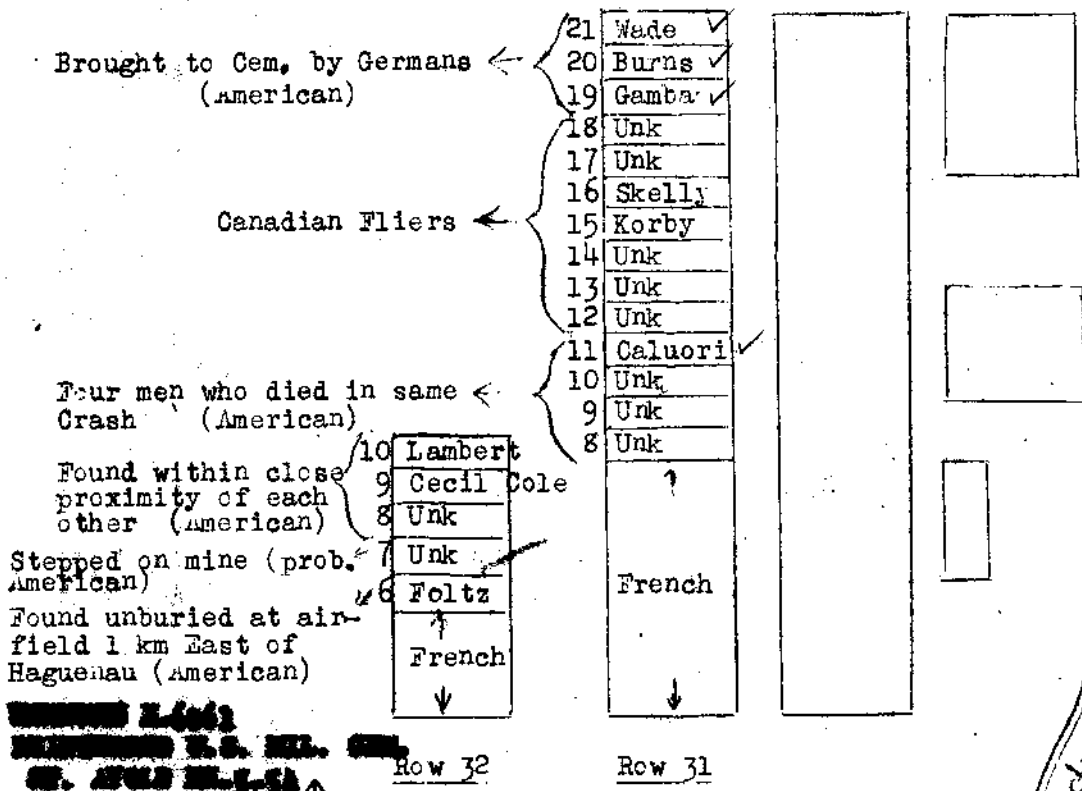 21 Wade ✓
Brought to Cem. by Germans
20 Burns ✓
(American)
19 Gamba ✓
18 Unk
17 Unk
16 Skelly
Canadian Fliers
15 Korby
14 Unk
13 Unk
12 Unk
11 Caluori ✓
Four men who died in same
10 Unk
Crash (American)
9 Unk
8 Unk
10 Lambert
Found within close
9 Cecil Cole
proximity of each
8 Unk
other (American)
Stepped on mine (prob.
7 Unk
American)
6 Foltz
French
Found unburied at air-
field 1 km East of
French
Haguenau (American)
U.S. MIL. CEM.
Row 32
Row 31